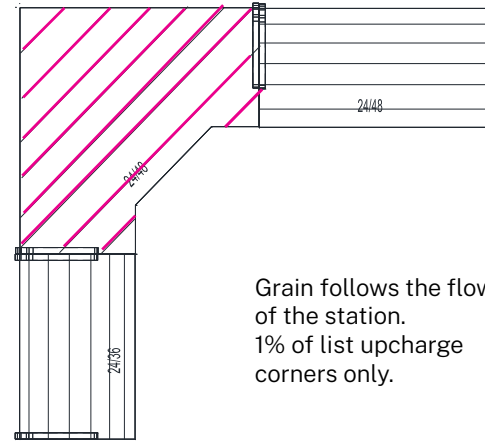 24/48
24/48
24/36
Grain follows the flow
of the station.
1% of list upcharge
corners only.